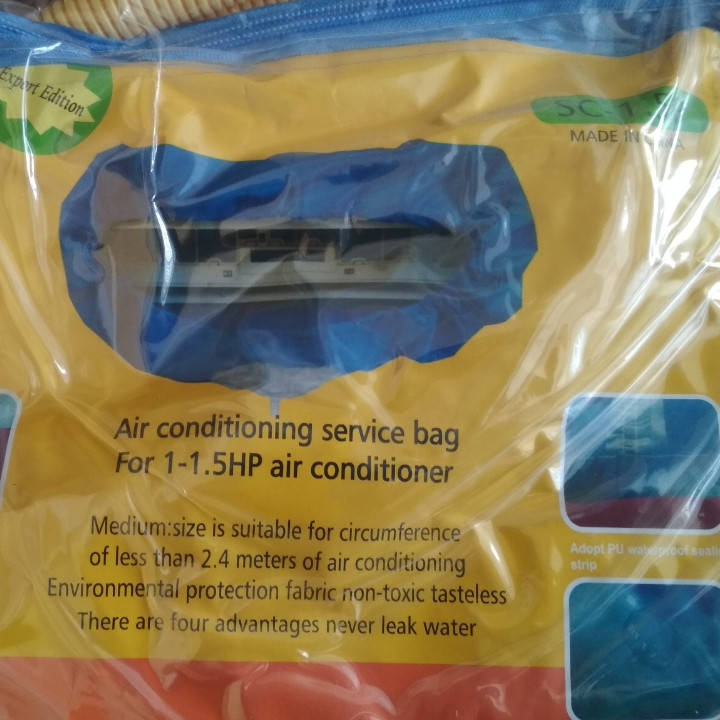 Export Edition
MADE IN
Air conditioning service bag
For 1-1.5HP air conditioner
Medium:size is suitable for circumference
of less than 2.4 meters of air conditioning
Environmental protection fabric non-toxic tasteless
There are four advantages never leak water
Adopt PU waterproof
strip